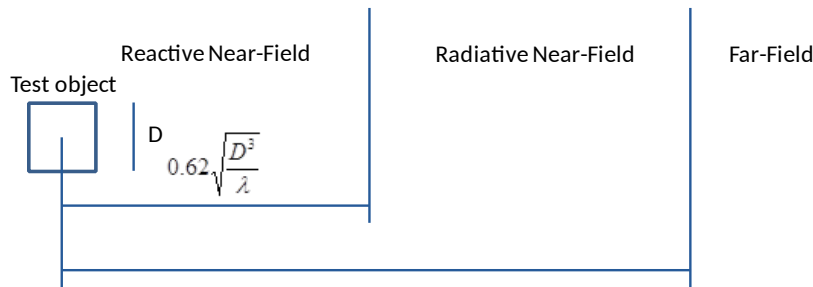 Reactive Near-Field
Radiative Near-Field
Far-Field
Test object
D
0.62√(D³/λ)